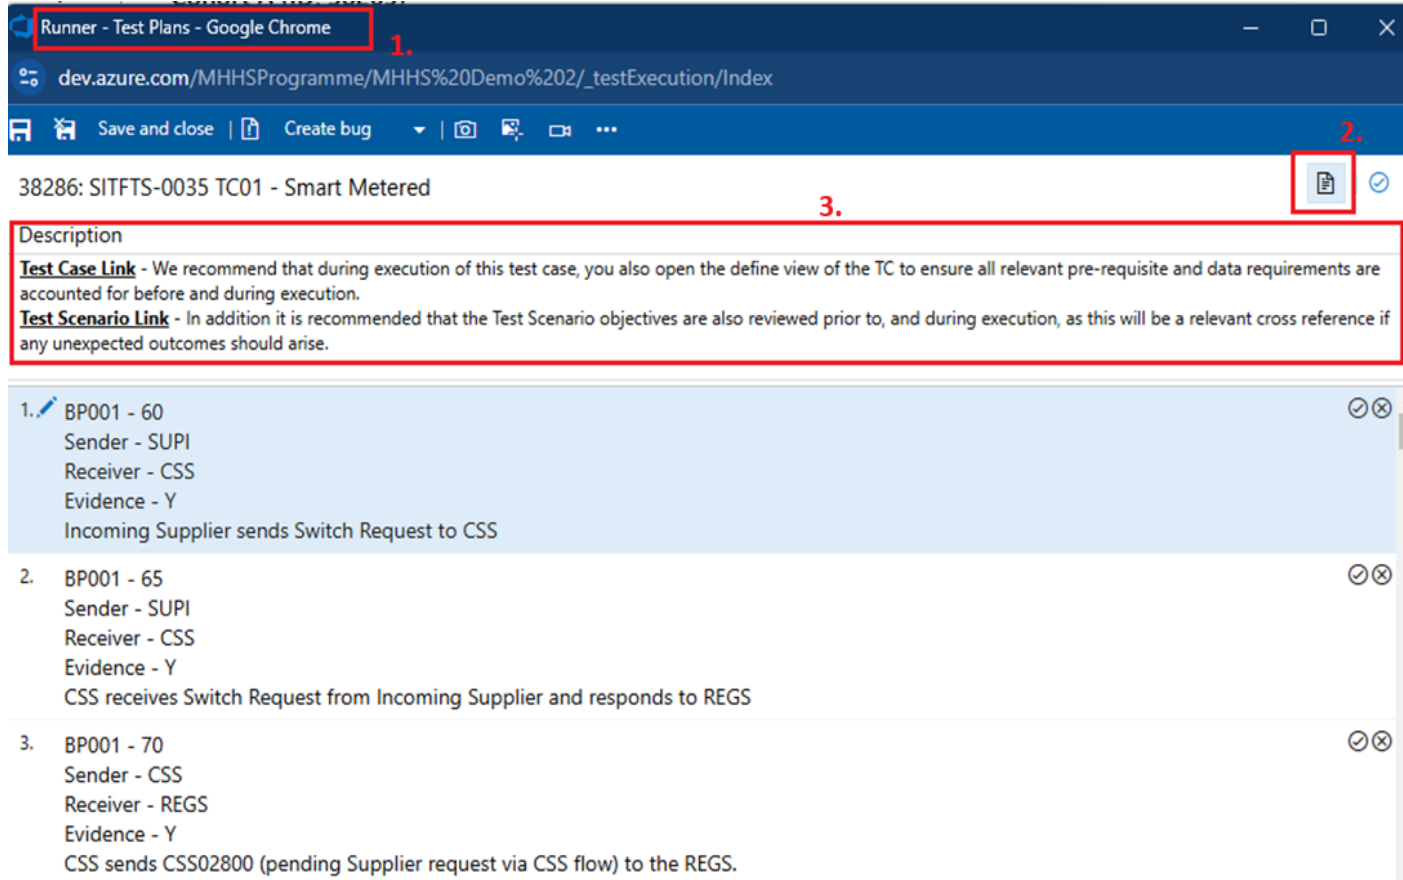 Runner - Test Plans - Google Chrome
1.
dev.azure.com/MHHSProgramme/MHHS%20Demo%202/_testExecution/Index
Save and close | Create bug
2.
38286: SITFTS-0035 TC01 - Smart Metered
3.
Description
Test Case Link - We recommend that during execution of this test case, you also open the define view of the TC to ensure all relevant pre-requisite and data requirements are
accounted for before and during execution.
Test Scenario Link - In addition it is recommended that the Test Scenario objectives are also reviewed prior to, and during execution, as this will be a relevant cross reference if
any unexpected outcomes should arise.
1. BP001 - 60
Sender - SUPI
Receiver - CSS
Evidence - Y
Incoming Supplier sends Switch Request to CSS
2. BP001 - 65
Sender - SUPI
Receiver - CSS
Evidence - Y
CSS receives Switch Request from Incoming Supplier and responds to REGS
3. BP001 - 70
Sender - CSS
Receiver - REGS
Evidence - Y
CSS sends CSS02800 (pending Supplier request via CSS flow) to the REGS.